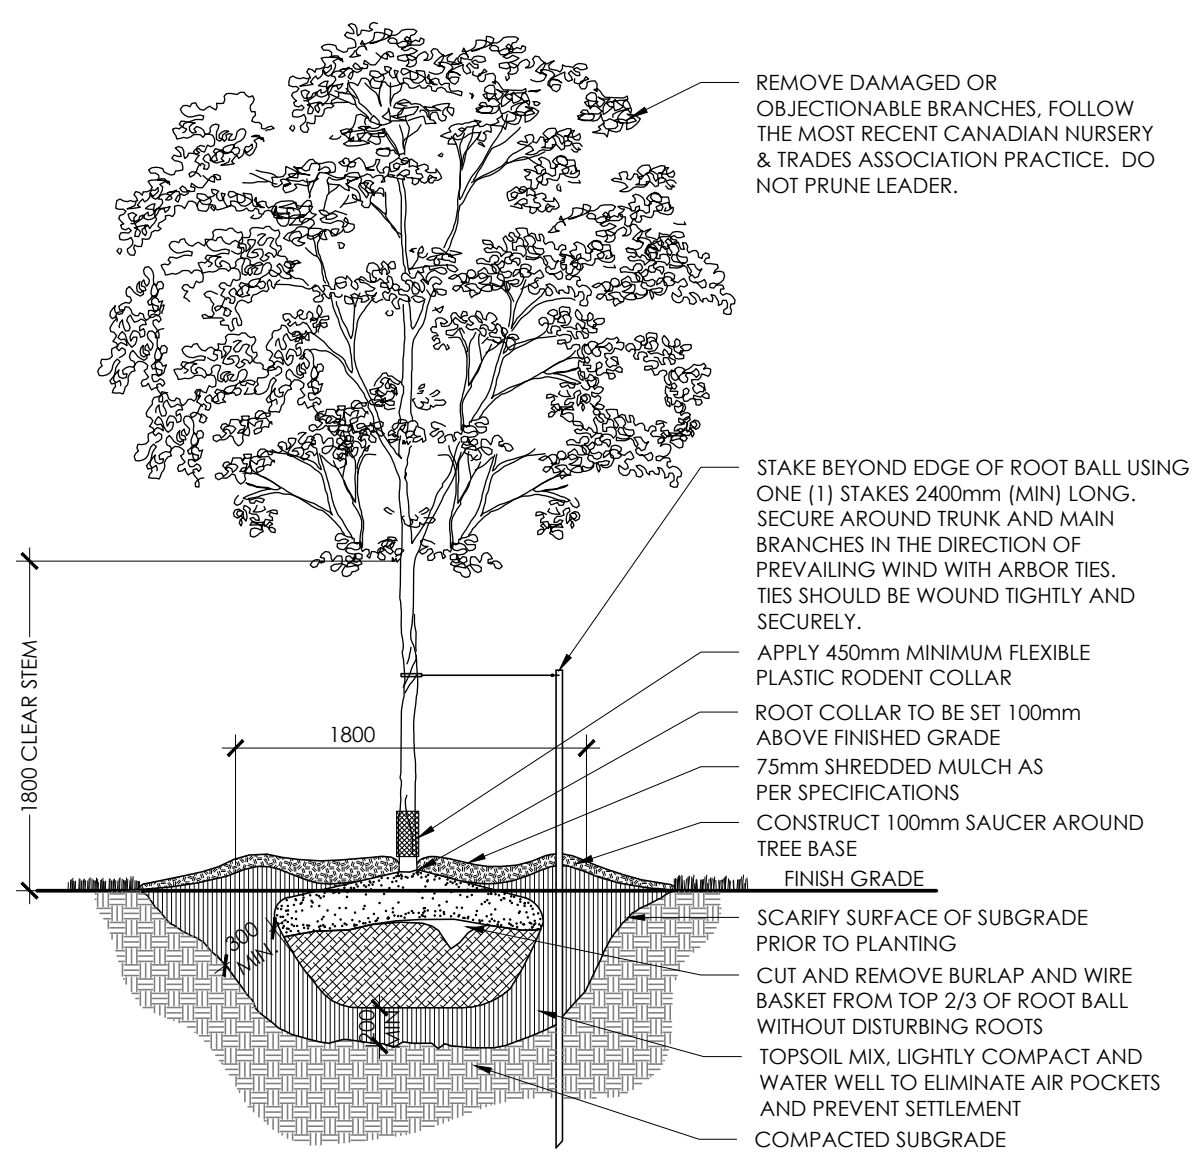 REMOVE DAMAGED OR
OBJECTIONABLE BRANCHES, FOLLOW
THE MOST RECENT CANADIAN NURSERY
& TRADES ASSOCIATION PRACTICE. DO
NOT PRUNE LEADER.
STAKE BEYOND EDGE OF ROOT BALL USING
ONE (1) STAKES 2400mm (MIN) LONG.
SECURE AROUND TRUNK AND MAIN
BRANCHES IN THE DIRECTION OF
PREVAILING WIND WITH ARBOR TIES.
TIES SHOULD BE WOUND TIGHTLY AND
SECURELY.
APPLY 450mm MINIMUM FLEXIBLE
PLASTIC RODENT COLLAR
ROOT COLLAR TO BE SET 100mm
ABOVE FINISHED GRADE
75mm SHREDDED MULCH AS
PER SPECIFICATIONS
CONSTRUCT 100mm SAUCER AROUND
TREE BASE
FINISH GRADE
SCARIFY SURFACE OF SUBGRADE
PRIOR TO PLANTING
CUT AND REMOVE BURLAP AND WIRE
BASKET FROM TOP 2/3 OF ROOT BALL
WITHOUT DISTURBING ROOTS
TOPSOIL MIX, LIGHTLY COMPACT AND
WATER WELL TO ELIMINATE AIR POCKETS
AND PREVENT SETTLEMENT
COMPACTED SUBGRADE
1800 CLEAR STEM
1800
300
MIN.
200
MIN